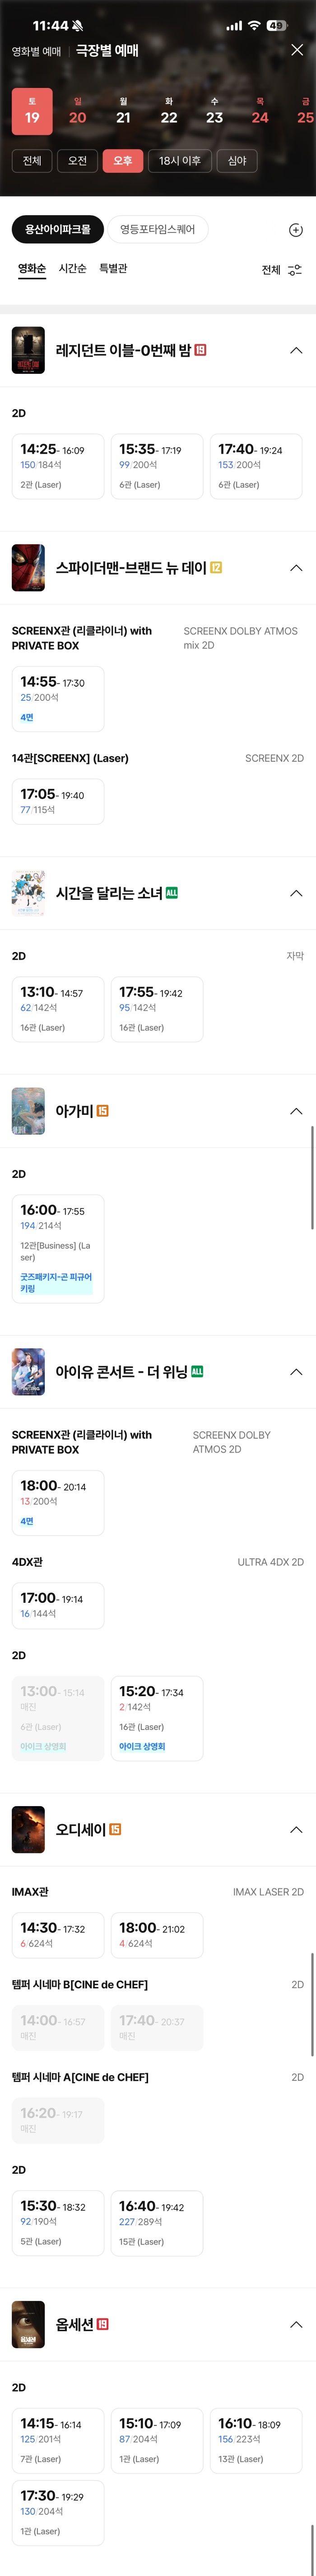 11:44
49
영화별 예매 | 극장별 예매
토 일 월 화 수 목 금
19 20 21 22 23 24 25
전체 오전 오후 18시 이후 심야
용산아이파크몰 영등포타임스퀘어
영화순 시간순 특별관 전체
레지던트 이블-0번째 밤 19
2D
14:25- 16:09 15:35- 17:19 17:40- 19:24
150/184석 99/200석 153/200석
2관 (Laser) 6관 (Laser) 6관 (Laser)
스파이더맨-브랜드 뉴 데이 12
SCREENX관 (리클라이너) with PRIVATE BOX SCREENX DOLBY ATMOS mix 2D
14:55- 17:30
25/200석
4면
14관[SCREENX] (Laser) SCREENX 2D
17:05- 19:40
77/115석
시간을 달리는 소녀 ALL
2D 자막
13:10- 14:57 17:55- 19:42
62/142석 95/142석
16관 (Laser) 16관 (Laser)
아가미 15
2D
16:00- 17:55
194/214석
12관[Business] (La
ser)
굿즈패키지-곤 피규어
키링
아이유 콘서트 - 더 위닝 ALL
SCREENX관 (리클라이너) with PRIVATE BOX SCREENX DOLBY ATMOS 2D
18:00- 20:14
13/200석
4면
4DX관 ULTRA 4DX 2D
17:00- 19:14
16/144석
2D
13:00- 15:14 15:20- 17:34
매진 2/142석
6관 (Laser) 16관 (Laser)
아이크 상영회 아이크 상영회
오디세이 15
IMAX관 IMAX LASER 2D
14:30- 17:32 18:00- 21:02
6/624석 4/624석
템퍼 시네마 B[CINE de CHEF] 2D
14:00- 16:57 17:40- 20:37
매진 매진
템퍼 시네마 A[CINE de CHEF] 2D
16:20- 19:17
매진
2D
15:30- 18:32 16:40- 19:42
92/190석 227/289석
5관 (Laser) 15관 (Laser)
옵세션 19
2D
14:15- 16:14 15:10- 17:09 16:10- 18:09
125/201석 87/204석 156/223석
7관 (Laser) 1관 (Laser) 13관 (Laser)
17:30- 19:29
130/204석
1관 (Laser)